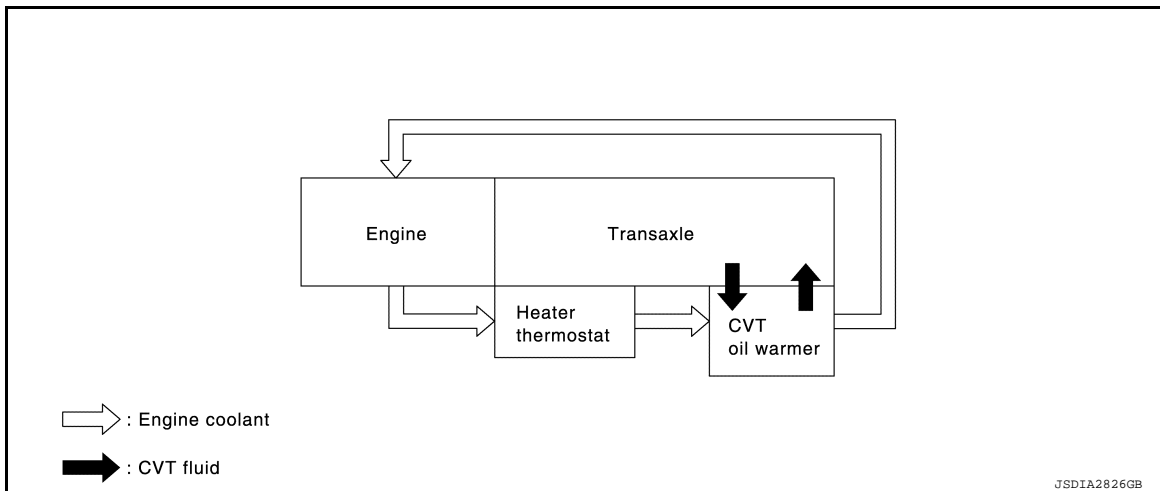 Engine
Transaxle
Heater
thermostat
CVT
oil warmer
: Engine coolant
: CVT fluid
JSDIA2826GB